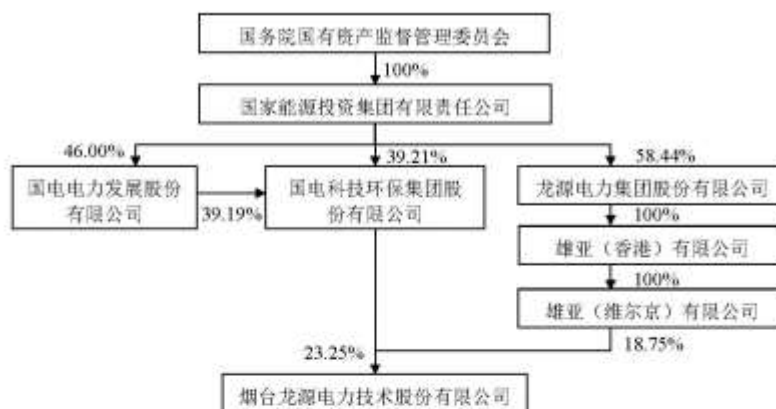 国务院国有资产监督管理委员会
100%
国家能源投资集团有限责任公司
46.00%
39.21%
58.44%
国电电力发展股份
有限公司
39.19%
国电科技环保集团股
份有限公司
龙源电力集团股份有限公司
100%
雄亚（香港）有限公司
100%
雄亚（维尔京）有限公司
23.25%
18.75%
烟台龙源电力技术股份有限公司